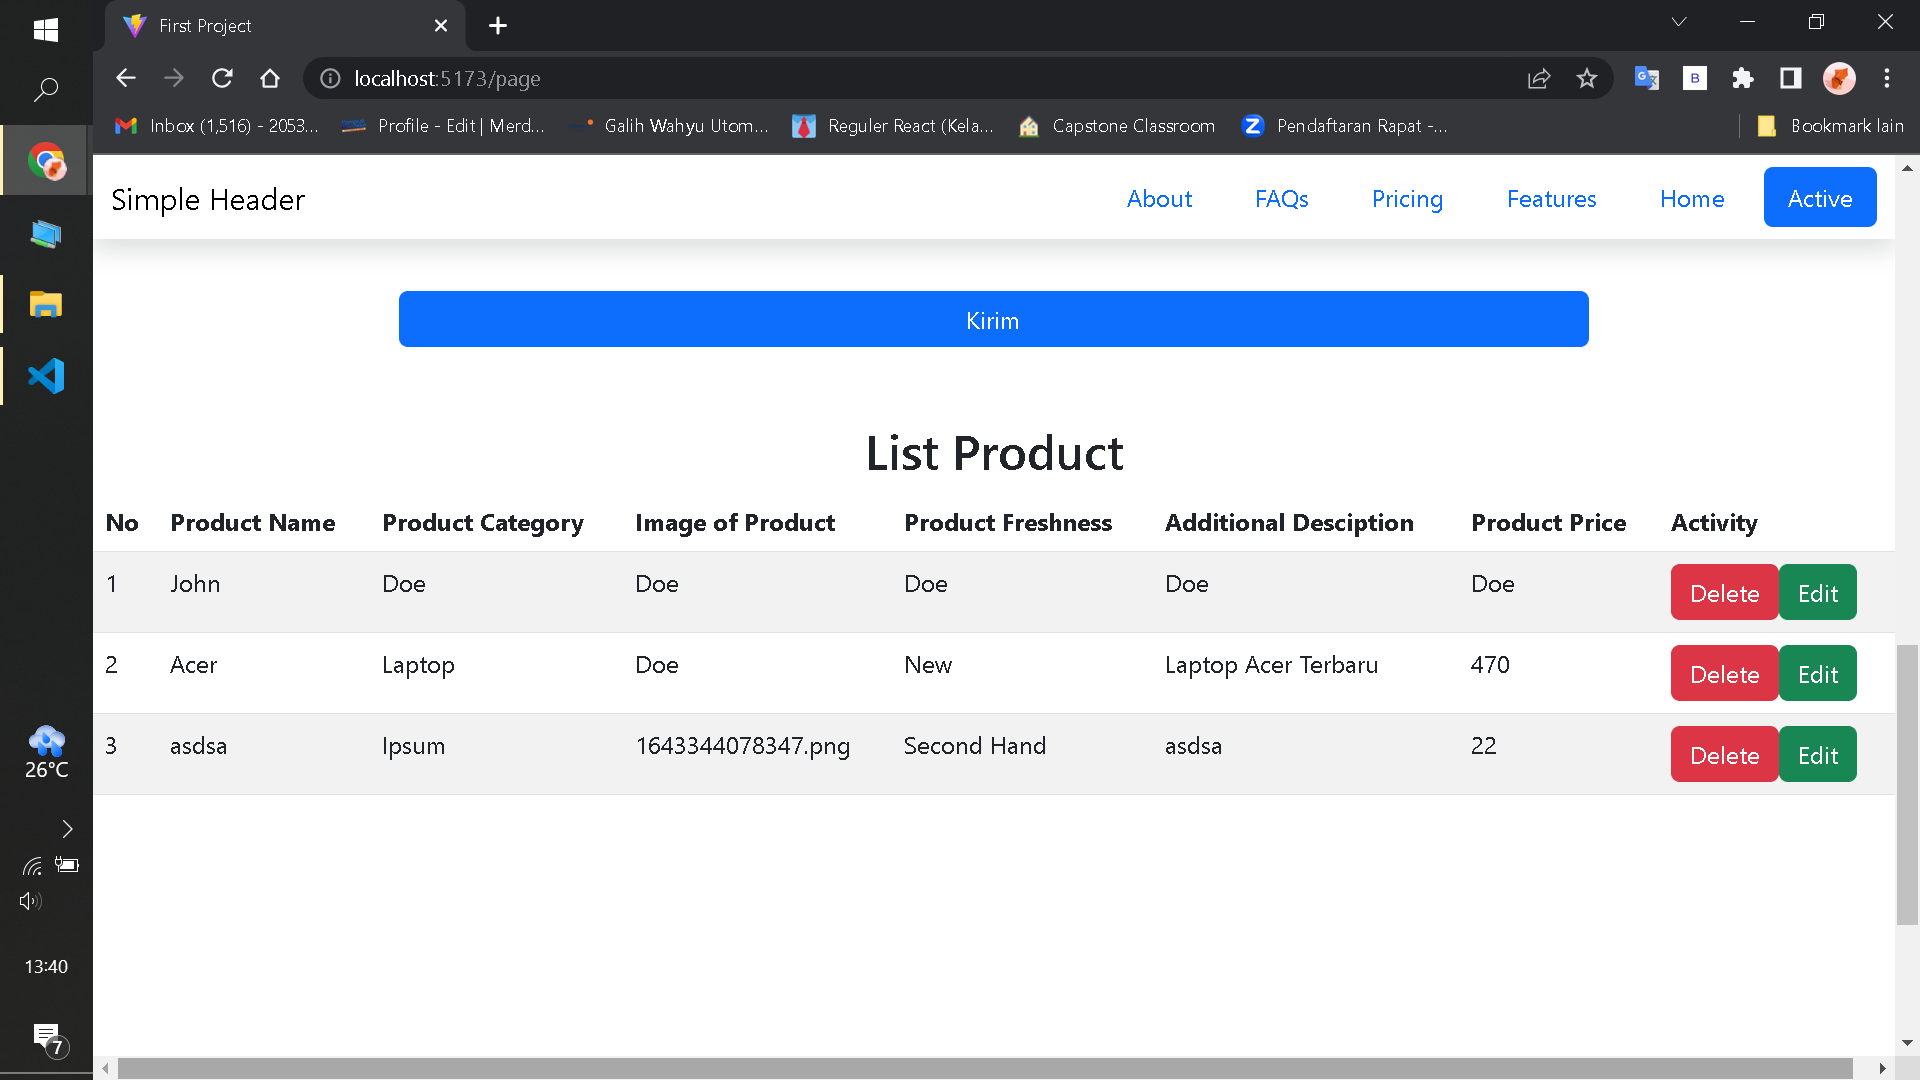 First Project
localhost:5173/page
Inbox (1,516) - 2053... Profile - Edit | Merd... Galih Wahyu Utom... Reguler React (Kela... Capstone Classroom Pendaftaran Rapat -... Bookmark lain
Simple Header About FAQs Pricing Features Home Active
Kirim
List Product
No Product Name Product Category Image of Product Product Freshness Additional Desciption Product Price Activity
1 John Doe Doe Doe Doe Doe Delete Edit
2 Acer Laptop Doe New Laptop Acer Terbaru 470 Delete Edit
3 asdsa Ipsum 1643344078347.png Second Hand asdsa 22 Delete Edit
26°C
13:40
7
B